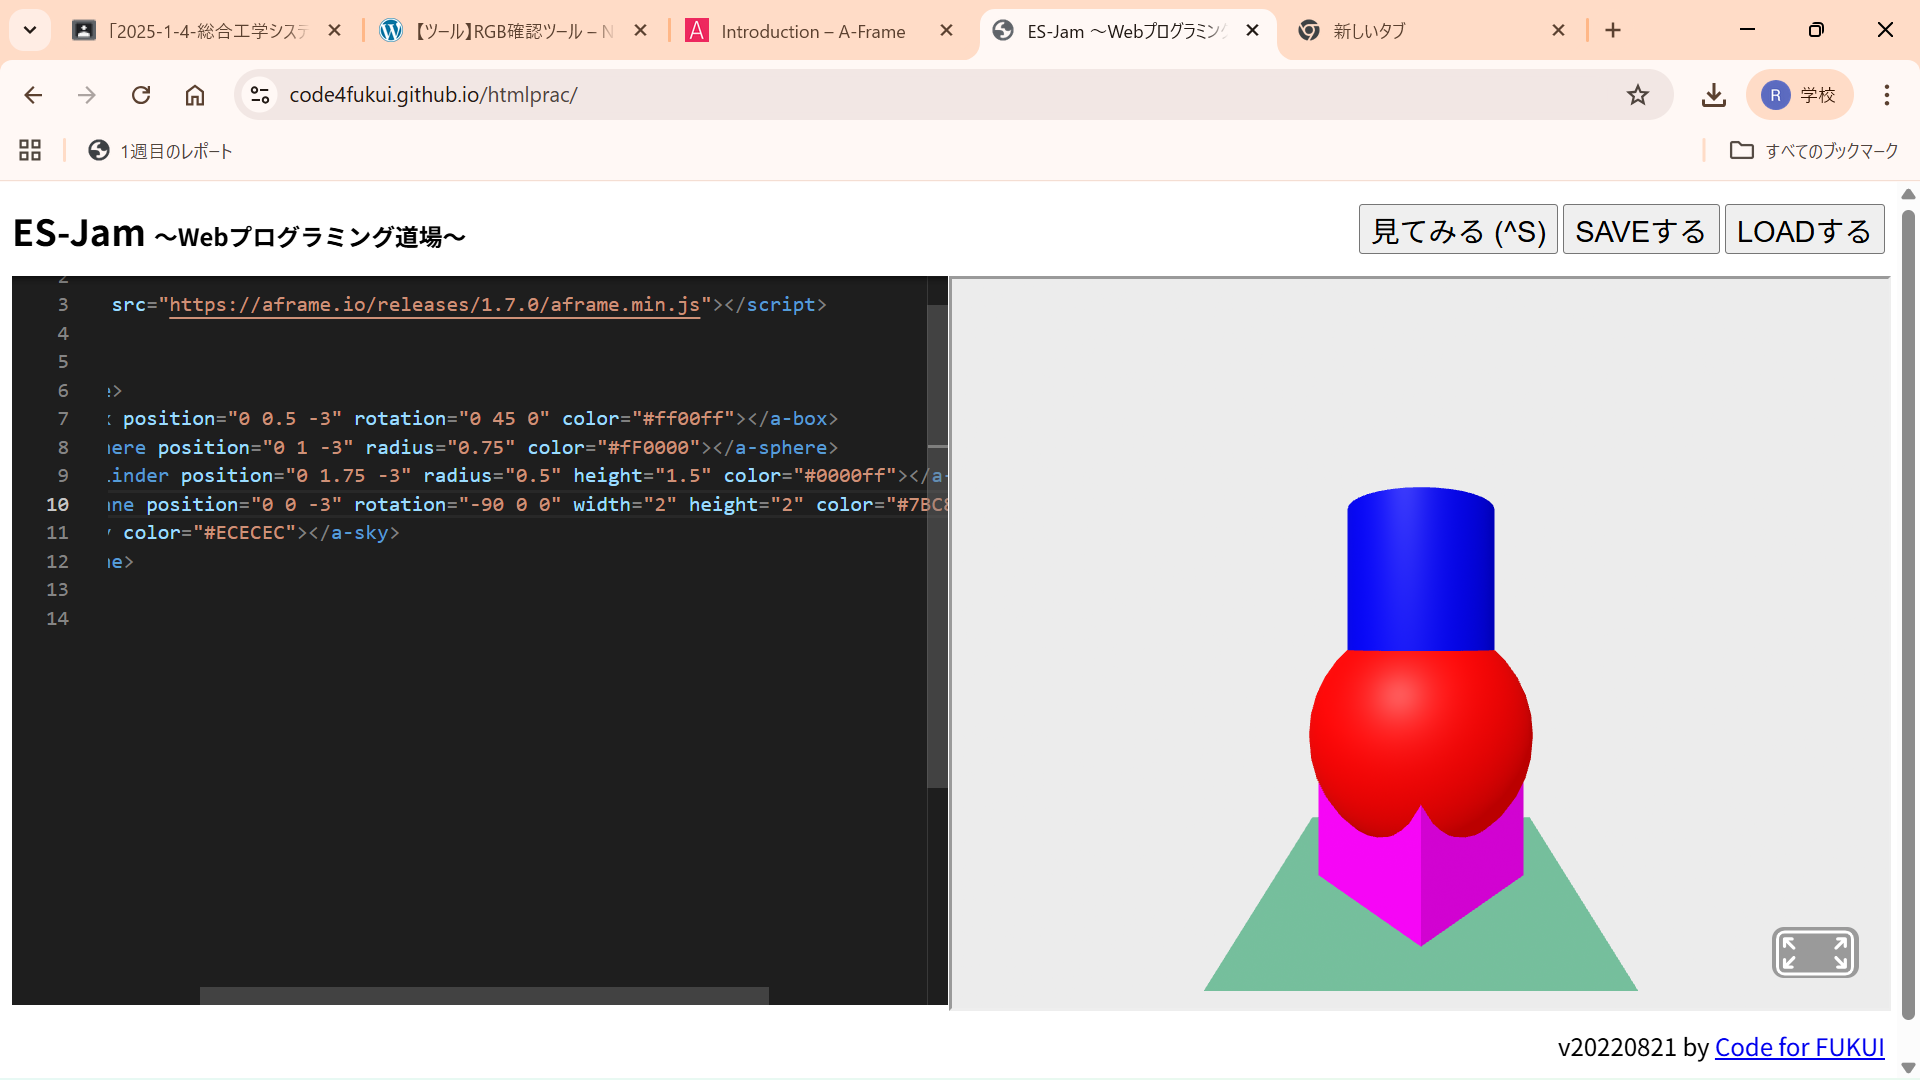 「2025-1-4-総合工学システ
【ツール】RGB確認ツール – N
Introduction – A-Frame
ES-Jam 〜Webプログラミン
新しいタブ
code4fukui.github.io/htmlprac/
R 学校
1週目のレポート
すべてのブックマーク
ES-Jam 〜Webプログラミング道場〜
見てみる (^S)
SAVEする
LOADする
2
3 src="https://aframe.io/releases/1.7.0/aframe.min.js"></script>
4
5
6 e>
7 x position="0 0.5 -3" rotation="0 45 0" color="#ff00ff"></a-box>
8 here position="0 1 -3" radius="0.75" color="#fF0000"></a-sphere>
9 linder position="0 1.75 -3" radius="0.5" height="1.5" color="#0000ff"></a-
10 ane position="0 0 -3" rotation="-90 0 0" width="2" height="2" color="#7BC8
11 y color="#ECECEC"></a-sky>
12 ne>
13
14
v20220821 by Code for FUKUI